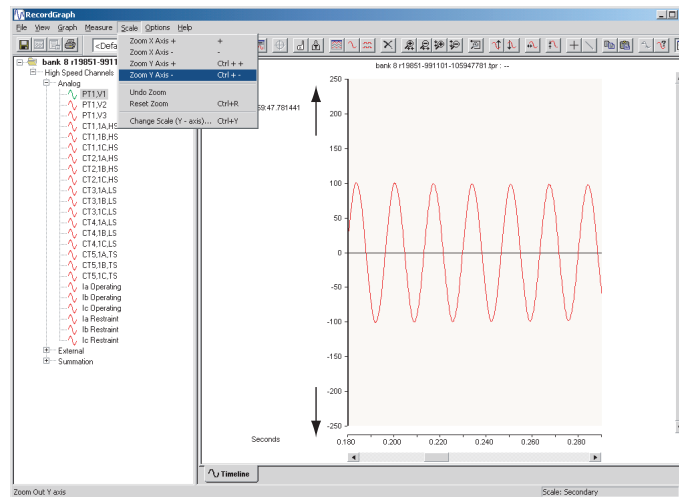 RecordGraph
File View Graph Measure Scale Options Help
<Defa
Zoom X Axis + +
Zoom X Axis - -
Zoom Y Axis + Ctrl + +
Zoom Y Axis - Ctrl + -
Undo Zoom
Reset Zoom Ctrl+R
Change Scale (Y - axis)... Ctrl+Y
bank 8 r19851-9911
High Speed Channels
Analog
PT1,V1
PT1,V2
PT1,V3
CT1,1A,HS
CT1,1B,HS
CT1,1C,HS
CT2,1A,HS
CT2,1B,HS
CT2,1C,HS
CT3,1A,LS
CT3,1B,LS
CT3,1C,LS
CT4,1A,LS
CT4,1B,LS
CT4,1C,LS
CT5,1A,TS
CT5,1B,TS
CT5,1C,TS
Ia Operating
Ib Operating
Ic Operating
Ia Restraint
Ib Restraint
Ic Restraint
External
Summation
bank 8 r19851-991101-105947781.tpr : --
59:47.781441
250
200
150
100
50
0
-50
-100
-150
-200
-250
Seconds
0.180 0.200 0.220 0.240 0.260 0.280
Timeline
Zoom Out Y axis
Scale: Secondary